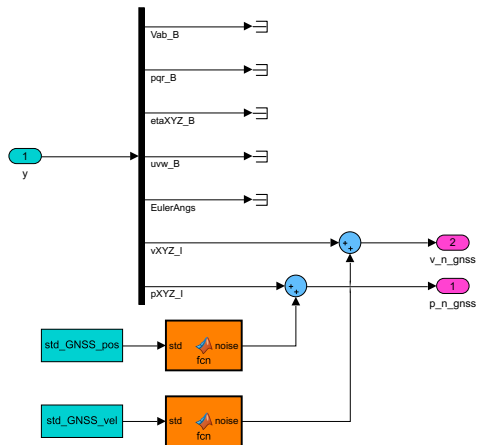 Vab_B
pqr_B
etaXYZ_B
1
y
uvw_B
EulerAngs
vXYZ_I
+
+
2
v_n_gnss
pXYZ_I
+
+
1
p_n_gnss
std_GNSS_pos
std noise
fcn
std_GNSS_vel
std noise
fcn